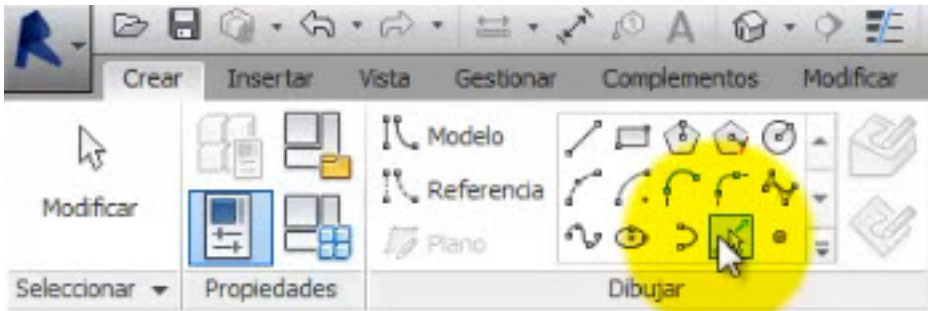 Crear Insertar Vista Gestionar Complementos Modificar
Modelo
Modificar
Referencia
Plano
Seleccionar Propiedades Dibujar